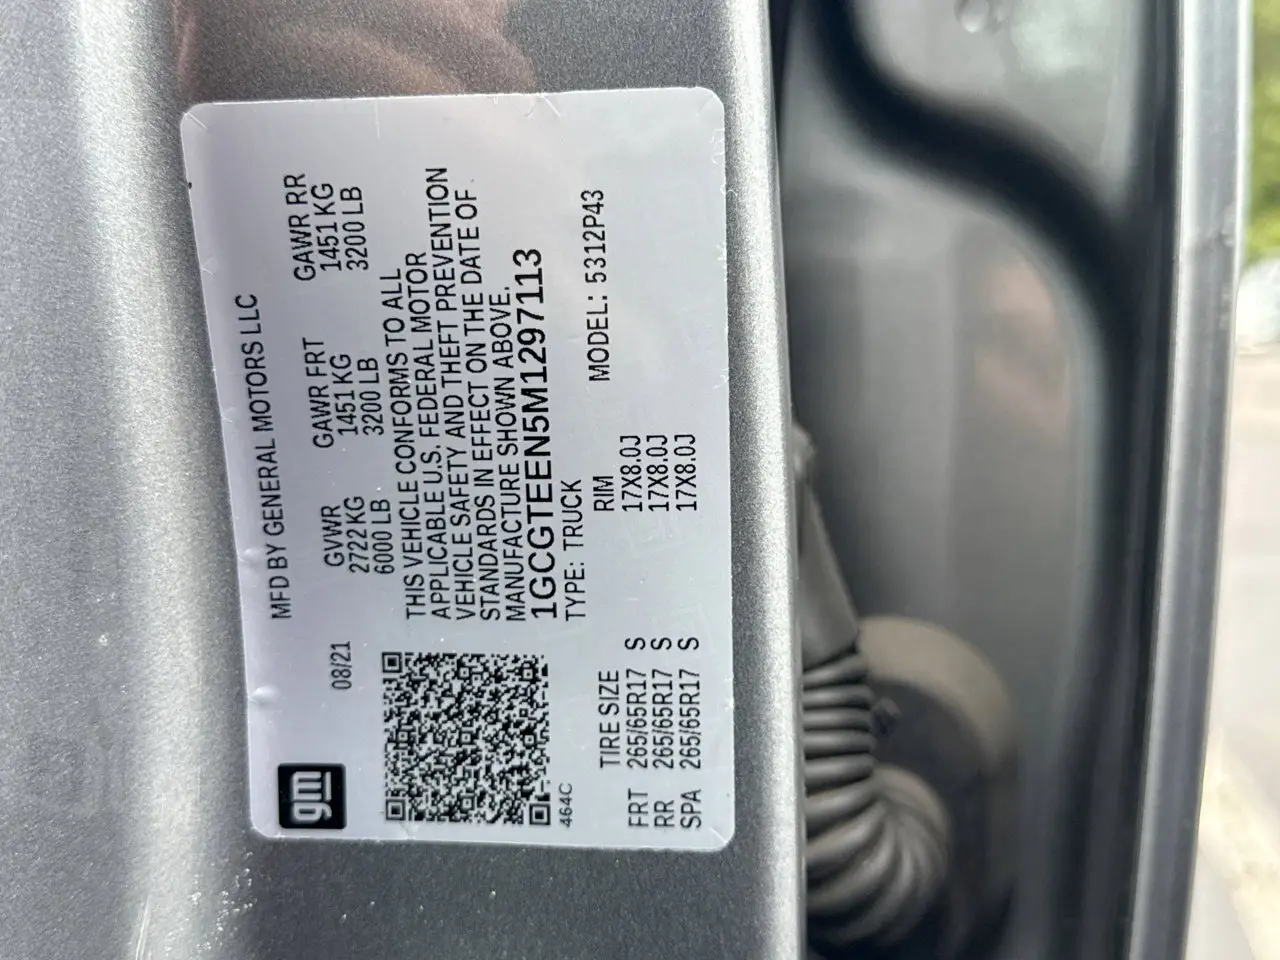 gm
MFD BY GENERAL MOTORS LLC
08/21
GVWR GAWR FRT GAWR RR
2722 KG 1451 KG 1451 KG
6000 LB 3200 LB 3200 LB
THIS VEHICLE CONFORMS TO ALL
APPLICABLE U.S. FEDERAL MOTOR
VEHICLE SAFETY AND THEFT PREVENTION
STANDARDS IN EFFECT ON THE DATE OF
MANUFACTURE SHOWN ABOVE.
1GCGTEEN5M1297113
464C
TYPE: TRUCK MODEL: 5312P43
TIRE SIZE RIM
FRT 265/65R17 S 17X8.0J
RR 265/65R17 S 17X8.0J
SPA 265/65R17 S 17X8.0J